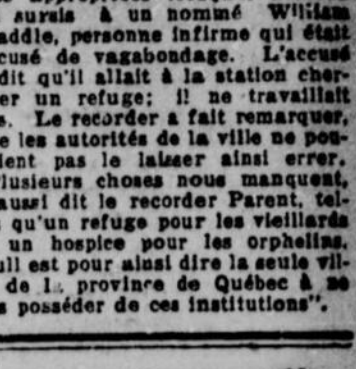 sursis à un nommé William
addle, personne infirme qui était
cusé de vagabondage. L'accusé
dit qu'il allait à la station cher-
er un refuge; il ne travaillait
s. Le recorder a fait remarquer,
e les autorités de la ville ne pou-
ient pas le laisser ainsi errer.
lusieurs choses nous manquent,
aussi dit le recorder Parent, tel-
qu'un refuge pour les vieillards
un hospice pour les orphelins.
ull est pour ainsi dire la seule vil-
de la province de Québec à ne
s posséder de ces institutions".